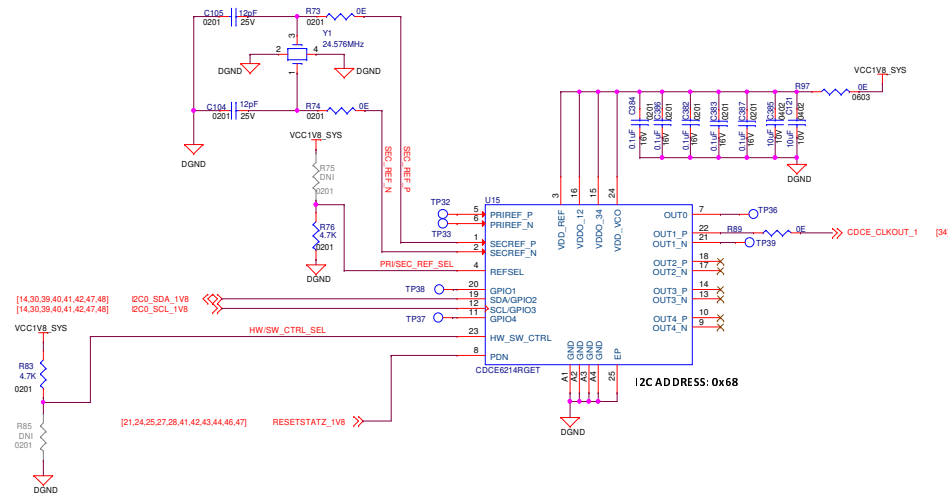 C105 12pF R73 0E
0201 25V 0201
Y1
24.576MHz
3
2 4
1
DGND DGND
C104 12pF R74 0E
0201 25V 0201
DGND
VCC1V8_SYS
R75
DNI
0201
R76
4.7K
0201
DGND
SEC_REF_N
SEC_REF_P
PRI/SEC_REF_SEL
VCC1V8_SYS
R97 0E
0603
C384 0.1uF 0201 16V
C386 0.1uF 0201 16V
C382 0.1uF 0201 16V
C383 0.1uF 0201 16V
C387 0.1uF 0201 16V
C385 10uF 0402 10V
C121 10uF 0402 10V
DGND
U15
3 VDD_REF
16 VDDO_12
15 VDDO_34
24 VDD_VCO
TP32 5 PRIREF_P
TP33 6 PRIREF_N
1 SECREF_P
2 SECREF_N
4 REFSEL
TP38 20 GPIO1
[14,30,39,40,41,42,47,48] I2C0_SDA_1V8 19 SDA/GPIO2
[14,30,39,40,41,42,47,48] I2C0_SCL_1V8 12 SCL/GPIO3
TP37 11 GPIO4
HW/SW_CTRL_SEL 23 HW_SW_CTRL
8 PDN
OUT0 7 TP36
OUT1_P 22 R89 0E CDCE_CLKOUT_1 [34]
OUT1_N 21 TP39
OUT2_P 18
OUT2_N 17
OUT3_P 14
OUT3_N 13
OUT4_P 10
OUT4_N 9
GND A1
GND A2
GND A3
GND A4
EP 25
CDCE6214RGET
I2C ADDRESS: 0x68
DGND
VCC1V8_SYS
R83
4.7K
0201
R85
DNI
0201
DGND
[21,24,25,27,28,41,42,43,44,46,47] RESETSTATZ_1V8